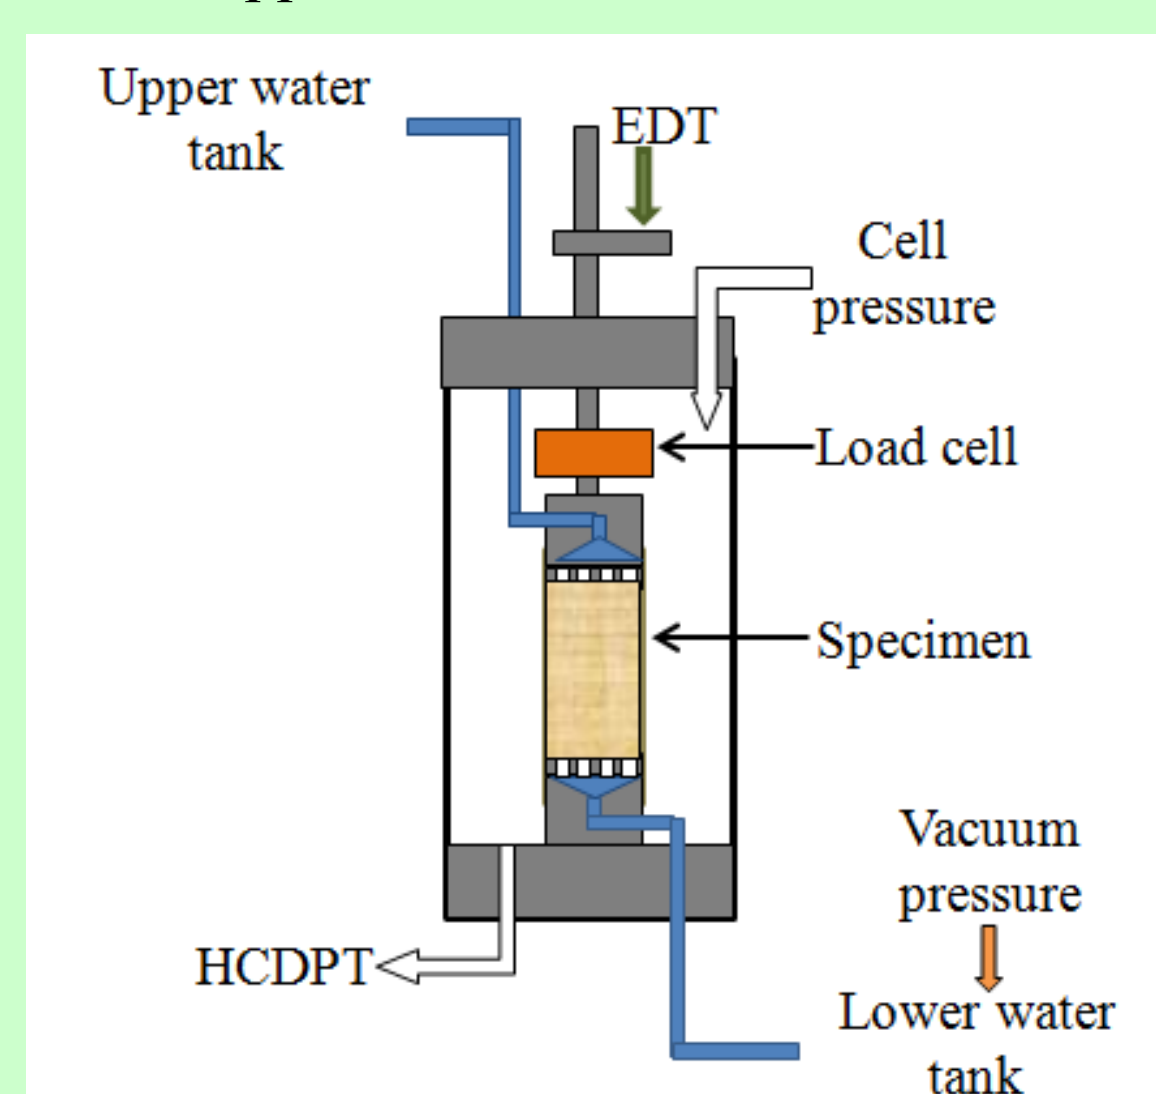 Upper water
tank
EDT
Cell
pressure
Load cell
Specimen
Vacuum
pressure
HCDPT
Lower water
tank